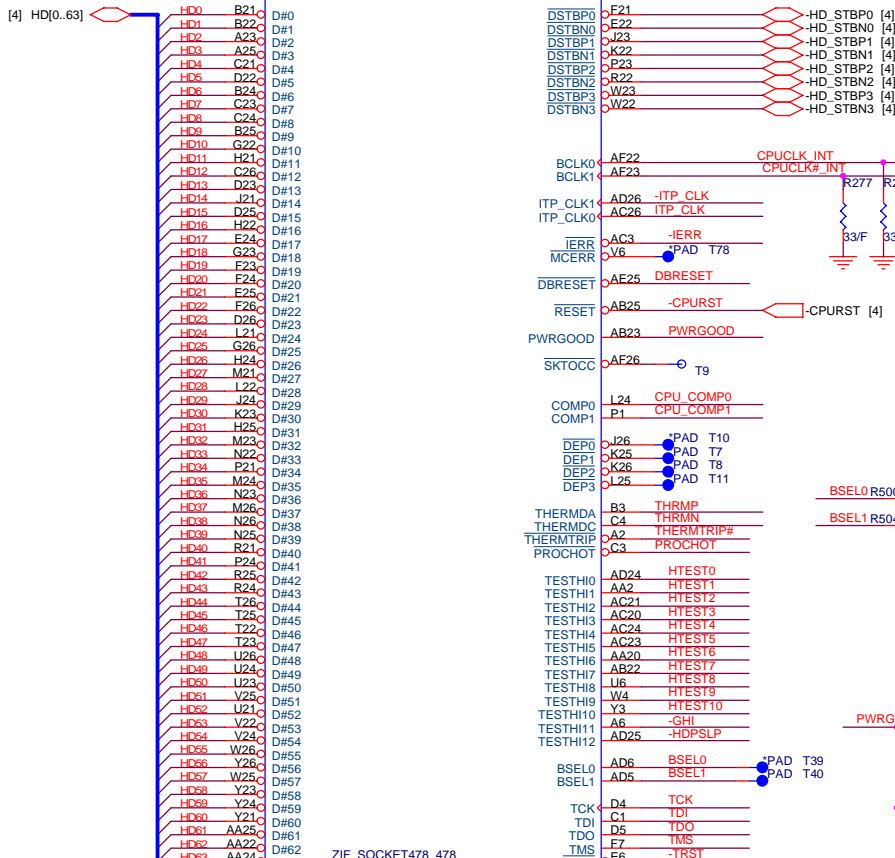 [4] HD[0..63]
HD0 B21 D#0
HD1 B22 D#1
HD2 A23 D#2
HD3 A25 D#3
HD4 C21 D#4
HD5 D22 D#5
HD6 B24 D#6
HD7 C23 D#7
HD8 C24 D#8
HD9 B25 D#9
HD10 G22 D#10
HD11 H21 D#11
HD12 C26 D#12
HD13 D23 D#13
HD14 J21 D#14
HD15 D25 D#15
HD16 H22 D#16
HD17 E24 D#17
HD18 G23 D#18
HD19 F23 D#19
HD20 F24 D#20
HD21 E25 D#21
HD22 F26 D#22
HD23 D26 D#23
HD24 L21 D#24
HD25 G26 D#25
HD26 H24 D#26
HD27 M21 D#27
HD28 L22 D#28
HD29 J24 D#29
HD30 K23 D#30
HD31 H25 D#31
HD32 M23 D#32
HD33 N22 D#33
HD34 P21 D#34
HD35 M24 D#35
HD36 N23 D#36
HD37 M26 D#37
HD38 N26 D#38
HD39 N25 D#39
HD40 R21 D#40
HD41 P24 D#41
HD42 R25 D#42
HD43 R24 D#43
HD44 T26 D#44
HD45 T25 D#45
HD46 T22 D#46
HD47 T23 D#47
HD48 U26 D#48
HD49 U24 D#49
HD50 U23 D#50
HD51 V25 D#51
HD52 U21 D#52
HD53 V22 D#53
HD54 V24 D#54
HD55 W26 D#55
HD56 Y26 D#56
HD57 W25 D#57
HD58 Y23 D#58
HD59 Y24 D#59
HD60 Y21 D#60
HD61 AA25 D#61
HD62 AA22 D#62
HD63 AA24
ZIF_SOCKET478_478
DSTBP0 F21 -HD_STBP0 [4]
DSTBN0 E22 -HD_STBN0 [4]
DSTBP1 J23 -HD_STBP1 [4]
DSTBN1 K22 -HD_STBN1 [4]
DSTBP2 P23 -HD_STBP2 [4]
DSTBN2 R22 -HD_STBN2 [4]
DSTBP3 W23 -HD_STBP3 [4]
DSTBN3 W22 -HD_STBN3 [4]
BCLK0 AF22 CPUCLK_INT
BCLK1 AF23 CPUCLK#_INT
R277
33/F
ITP_CLK1 AD26 -ITP_CLK
ITP_CLK0 AC26 ITP_CLK
IERR AC3 -IERR
MCERR V6 *PAD T78
DBRESET AE25 DBRESET
RESET AB25 -CPURST -CPURST [4]
PWRGOOD AB23 PWRGOOD
SKTOCC AF26 T9
COMP0 L24 CPU_COMP0
COMP1 P1 CPU_COMP1
DEP0 J26 *PAD T10
DEP1 K25 *PAD T7
DEP2 K26 *PAD T8
DEP3 L25 *PAD T11
BSEL0 R500
BSEL1 R504
THERMDA B3 THRMP
THERMDC C4 THRMN
THERMTRIP A2 THERMTRIP#
PROCHOT C3 PROCHOT
TESTHI0 AD24 HTEST0
TESTHI1 AA2 HTEST1
TESTHI2 AC21 HTEST2
TESTHI3 AC20 HTEST3
TESTHI4 AC24 HTEST4
TESTHI5 AC23 HTEST5
TESTHI6 AA20 HTEST6
TESTHI7 AB22 HTEST7
TESTHI8 U6 HTEST8
TESTHI9 W4 HTEST9
TESTHI10 Y3 HTEST10
TESTHI11 A6 -GHI
TESTHI12 AD25 -HDPSLP
PWRG
BSEL0 AD6 BSEL0 *PAD T39
BSEL1 AD5 BSEL1 *PAD T40
TCK D4 TCK
TDI C1 TDI
TDO D5 TDO
TMS F7 TMS
E6 -TRST